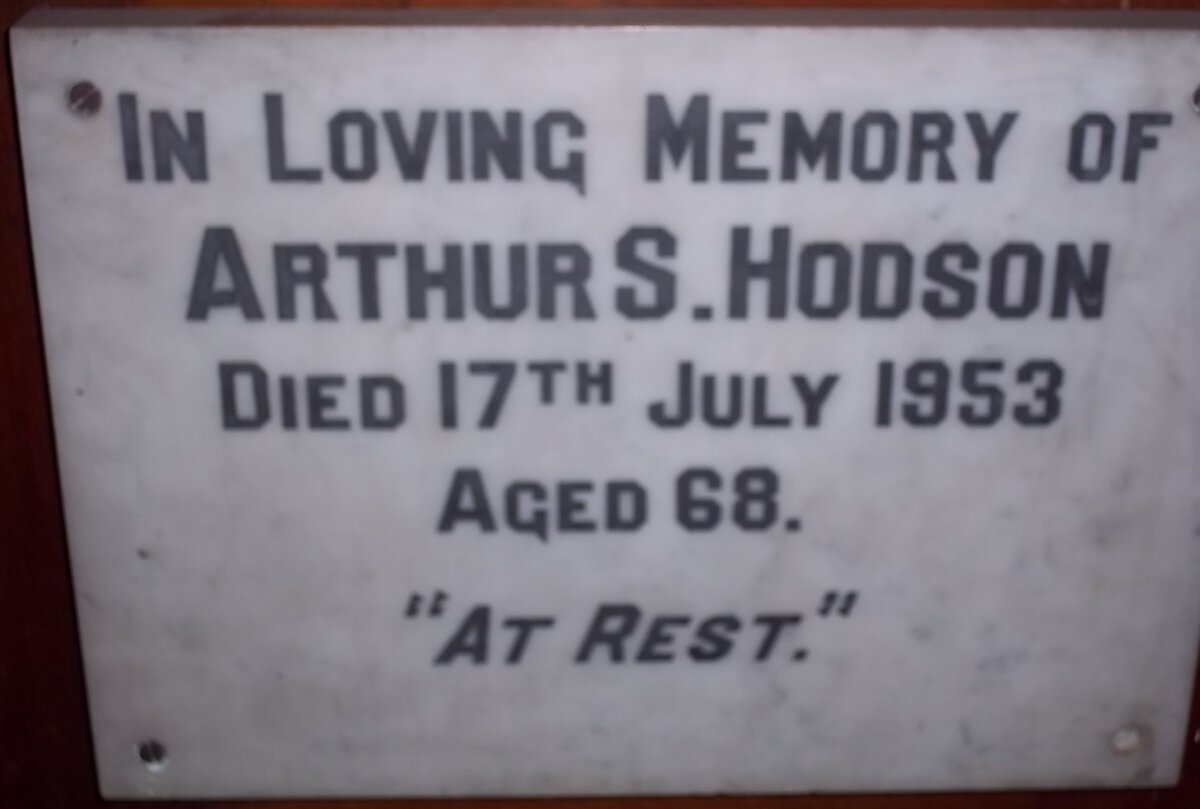 In Loving Memory of
Arthur S. Hodson
Died 17th July 1953
Aged 68.
"At Rest."